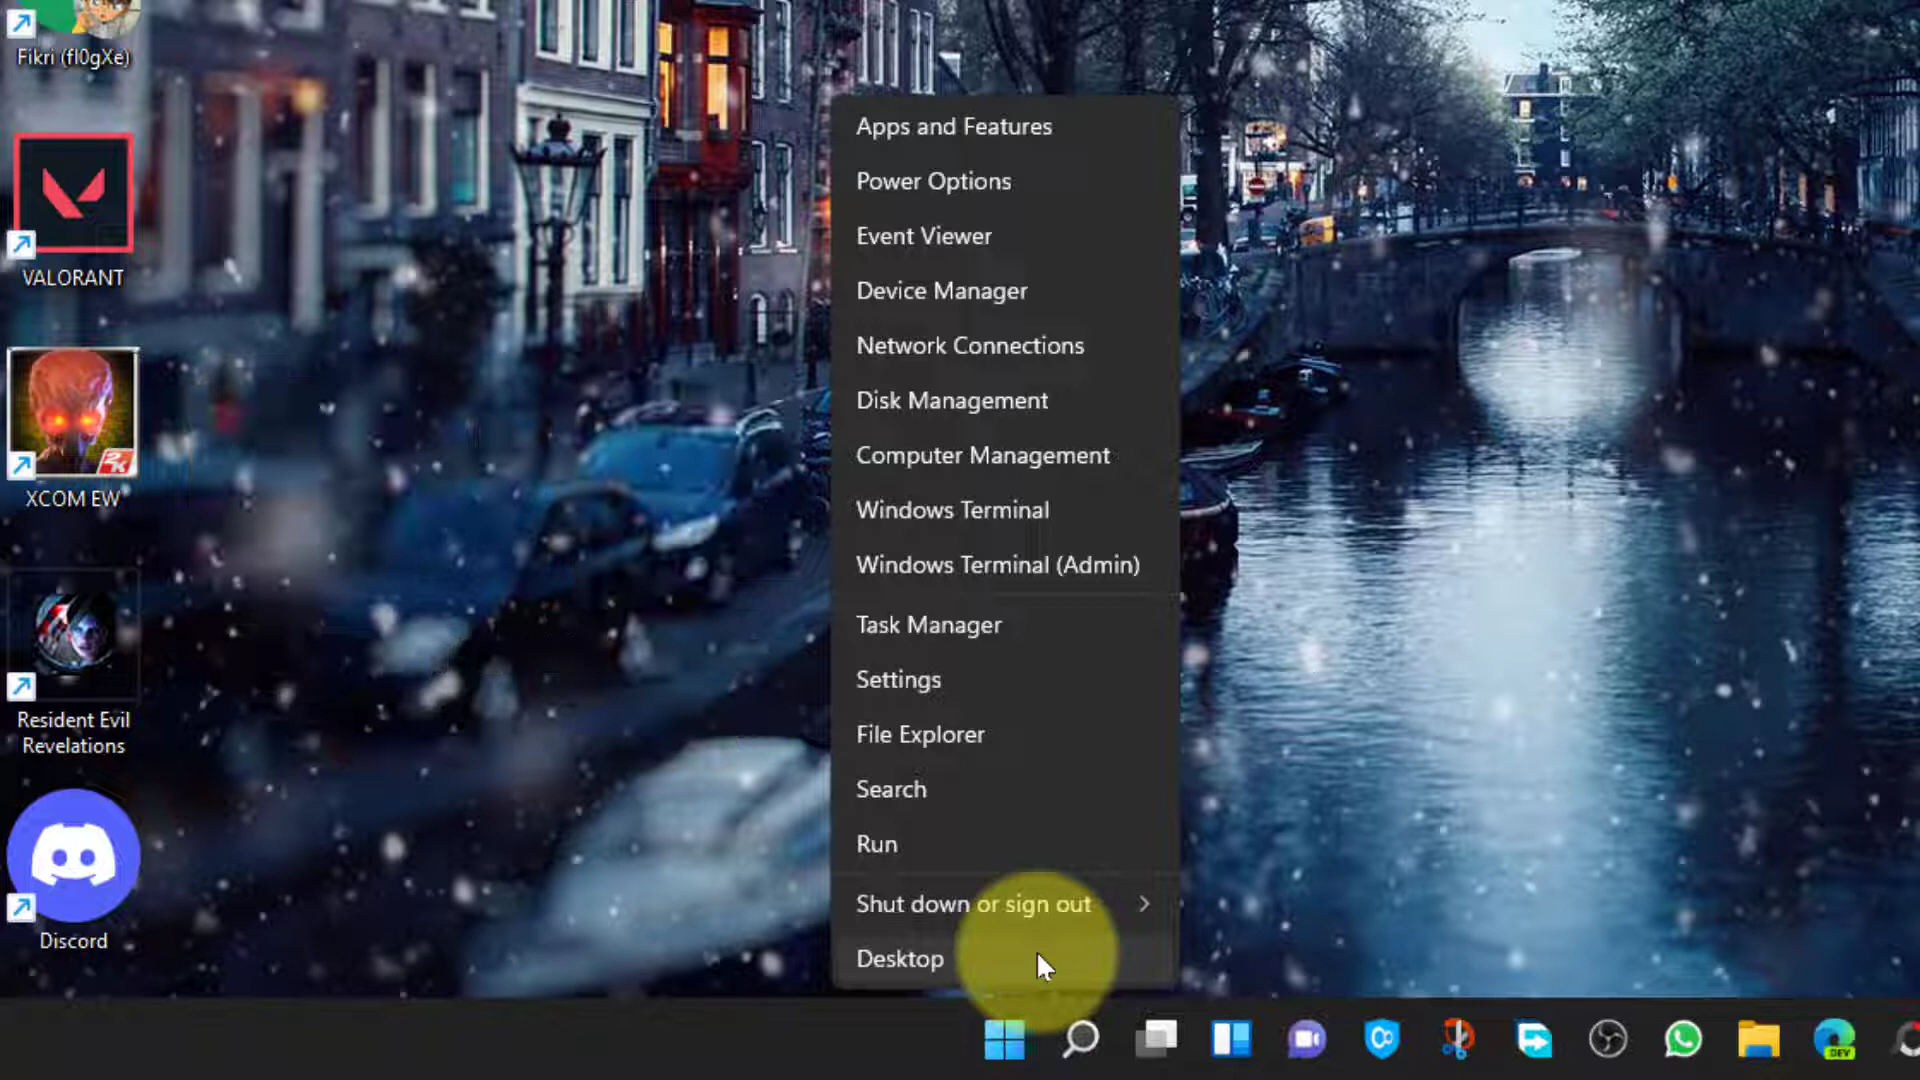 Fikri (fl0gXe)
VALORANT
2K
XCOM EW
Resident Evil
Revelations
Discord
Apps and Features
Power Options
Event Viewer
Device Manager
Network Connections
Disk Management
Computer Management
Windows Terminal
Windows Terminal (Admin)
Task Manager
Settings
File Explorer
Search
Run
Shut down or sign out
Desktop
DEV